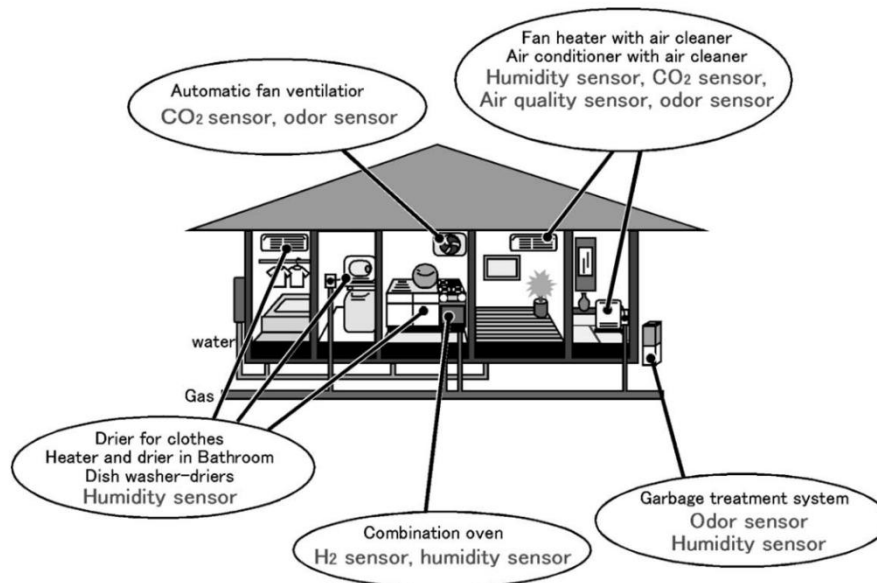 Fan heater with air cleaner
Air conditioner with air cleaner
Humidity sensor, CO2 sensor,
Air quality sensor, odor sensor
Automatic fan ventilatior
CO2 sensor, odor sensor
water
Gas
Drier for clothes
Heater and drier in Bathroom
Dish washer-driers
Humidity sensor
Combination oven
H2 sensor, humidity sensor
Garbage treatment system
Odor sensor
Humidity sensor